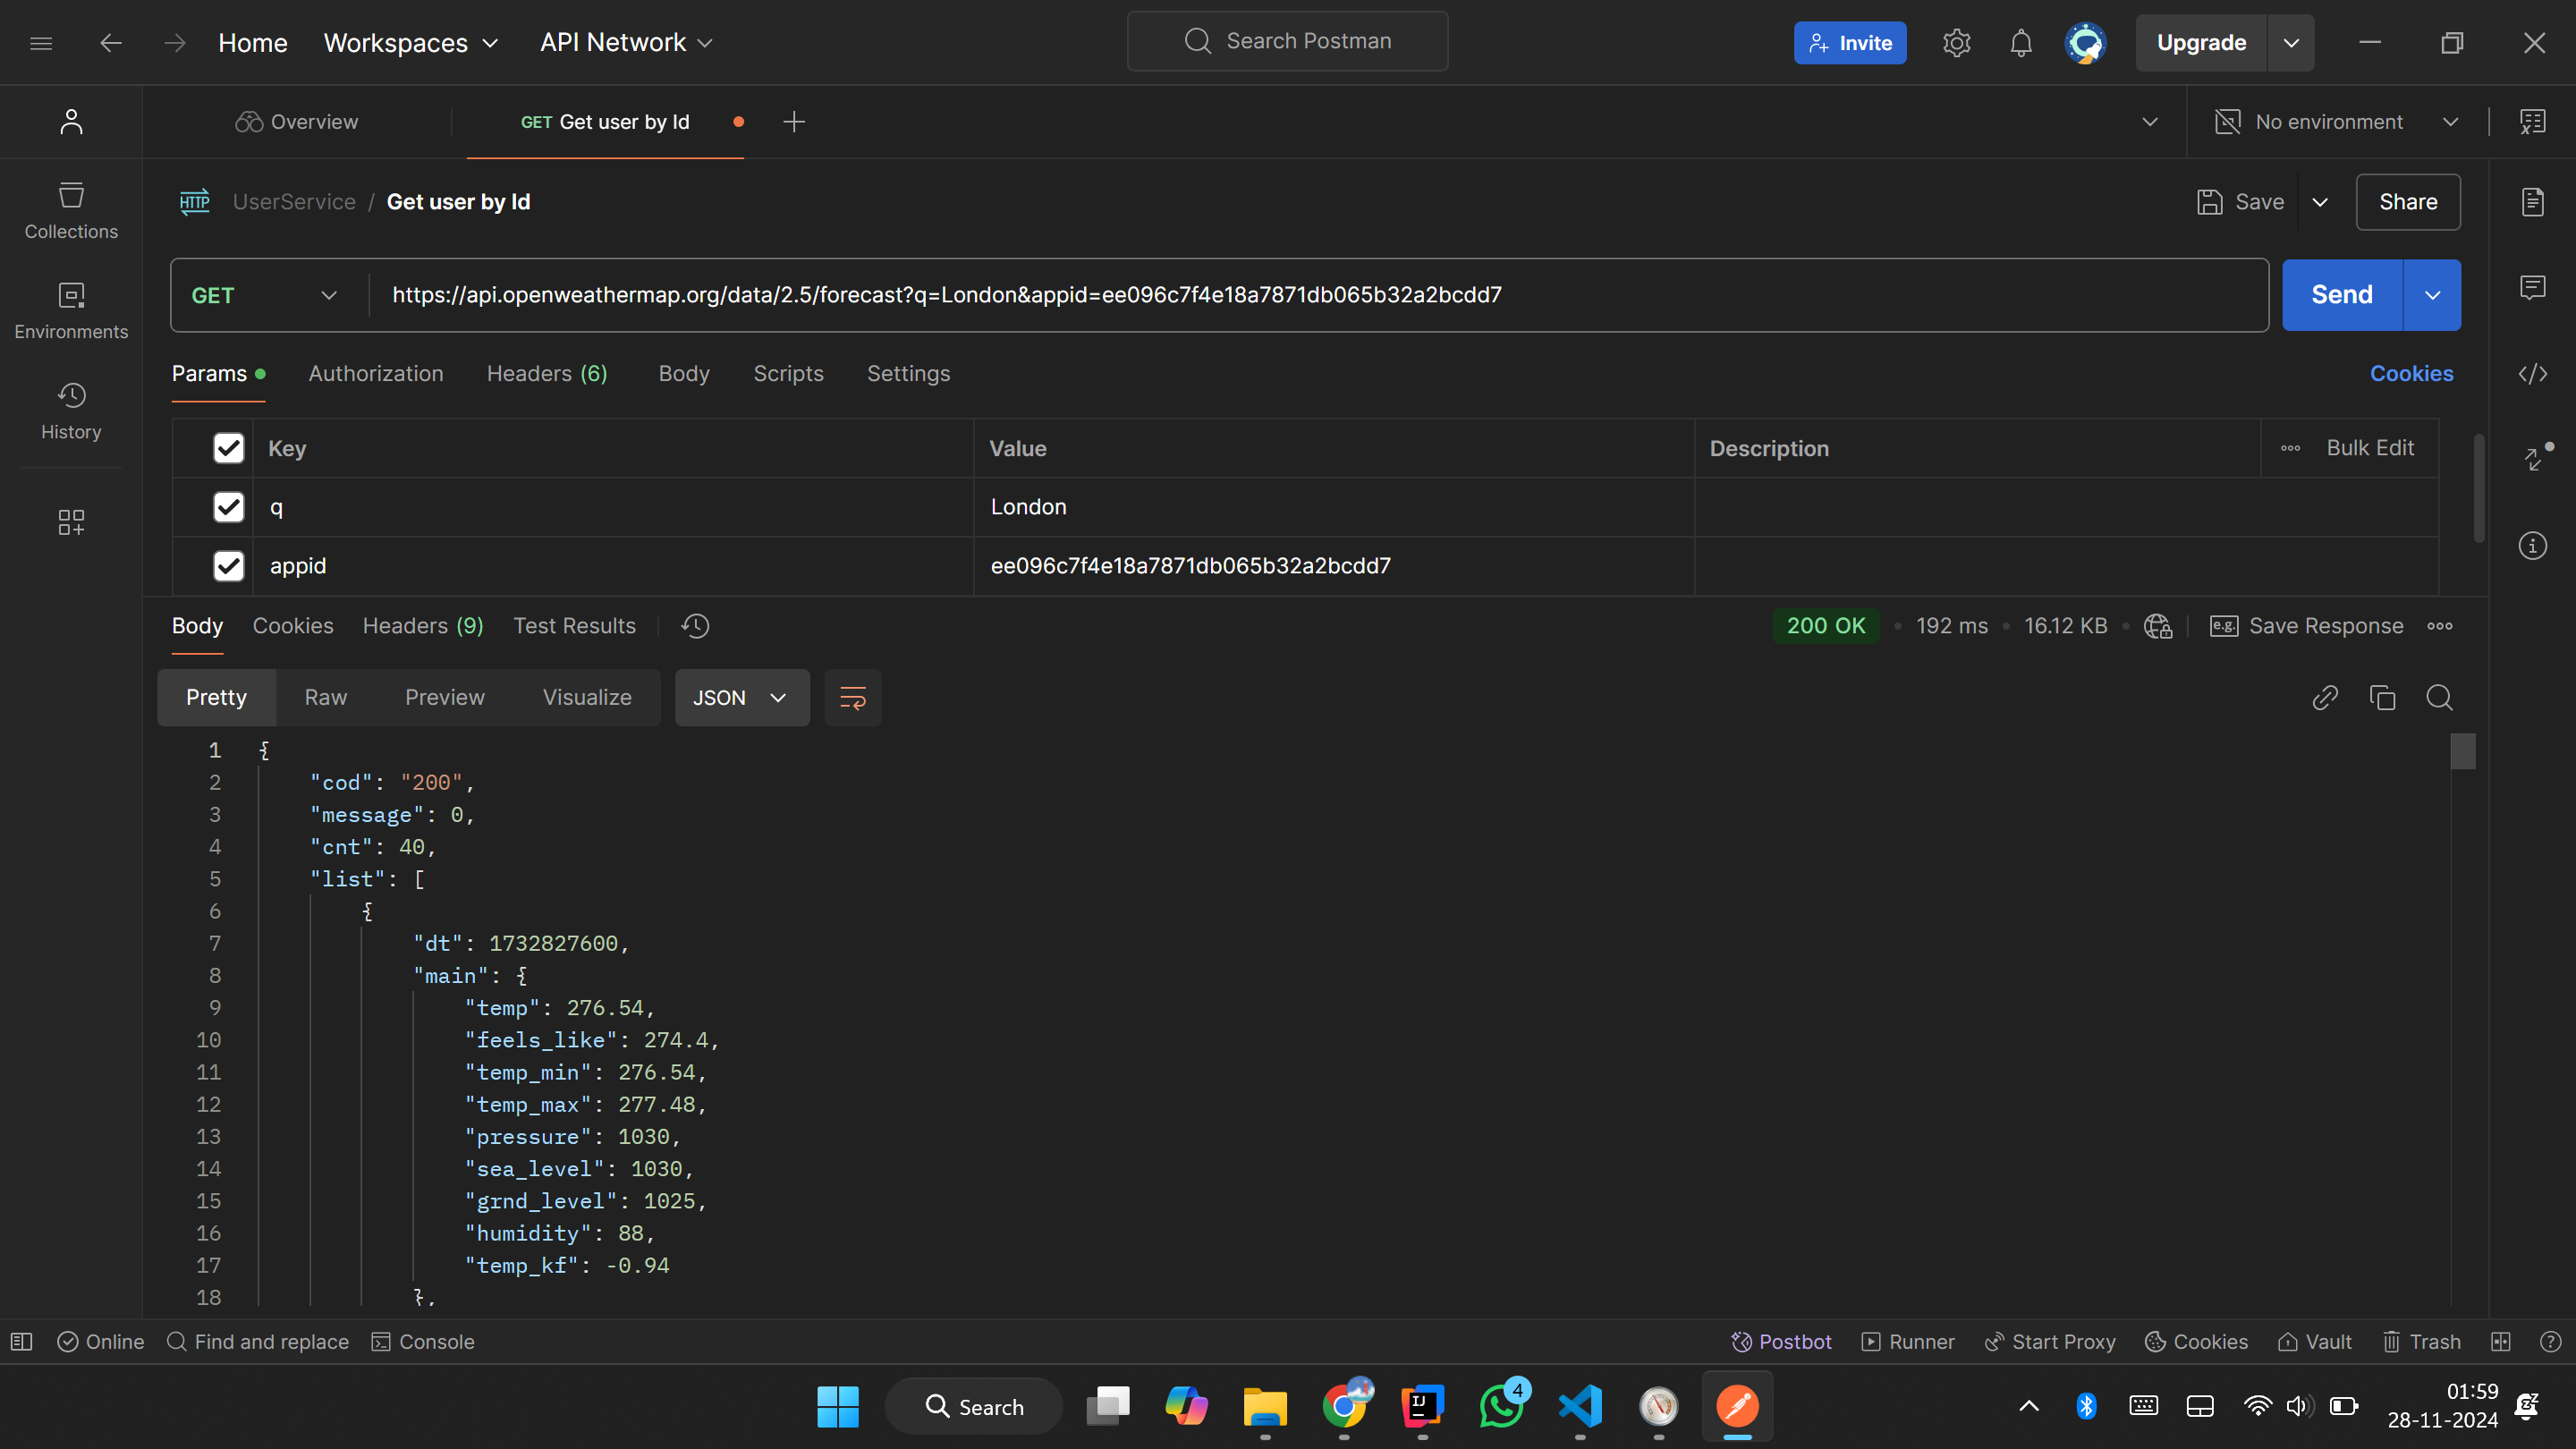 Home Workspaces API Network Search Postman Invite Upgrade
Overview GET Get user by Id No environment
HTTP UserService / Get user by Id Save Share
Collections
GET https://api.openweathermap.org/data/2.5/forecast?q=London&appid=ee096c7f4e18a7871db065b32a2bcdd7 Send
Environments
Params Authorization Headers (6) Body Scripts Settings Cookies
History
Key Value Description Bulk Edit
q London
appid ee096c7f4e18a7871db065b32a2bcdd7
Body Cookies Headers (9) Test Results 200 OK 192 ms 16.12 KB e.g. Save Response
Pretty Raw Preview Visualize JSON
1 {
2 "cod": "200",
3 "message": 0,
4 "cnt": 40,
5 "list": [
6 {
7 "dt": 1732827600,
8 "main": {
9 "temp": 276.54,
10 "feels_like": 274.4,
11 "temp_min": 276.54,
12 "temp_max": 277.48,
13 "pressure": 1030,
14 "sea_level": 1030,
15 "grnd_level": 1025,
16 "humidity": 88,
17 "temp_kf": -0.94
18 },
Online Find and replace Console Postbot Runner Start Proxy Cookies Vault Trash
Search IJ 4 01:59
28-11-2024